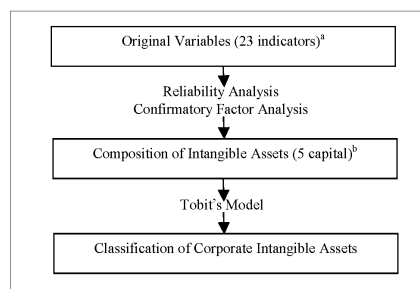 Original Variables (23 indicators)a
Reliability Analysis
Confirmatory Factor Analysis
Composition of Intangible Assets (5 capital)b
Tobit's Model
Classification of Corporate Intangible Assets